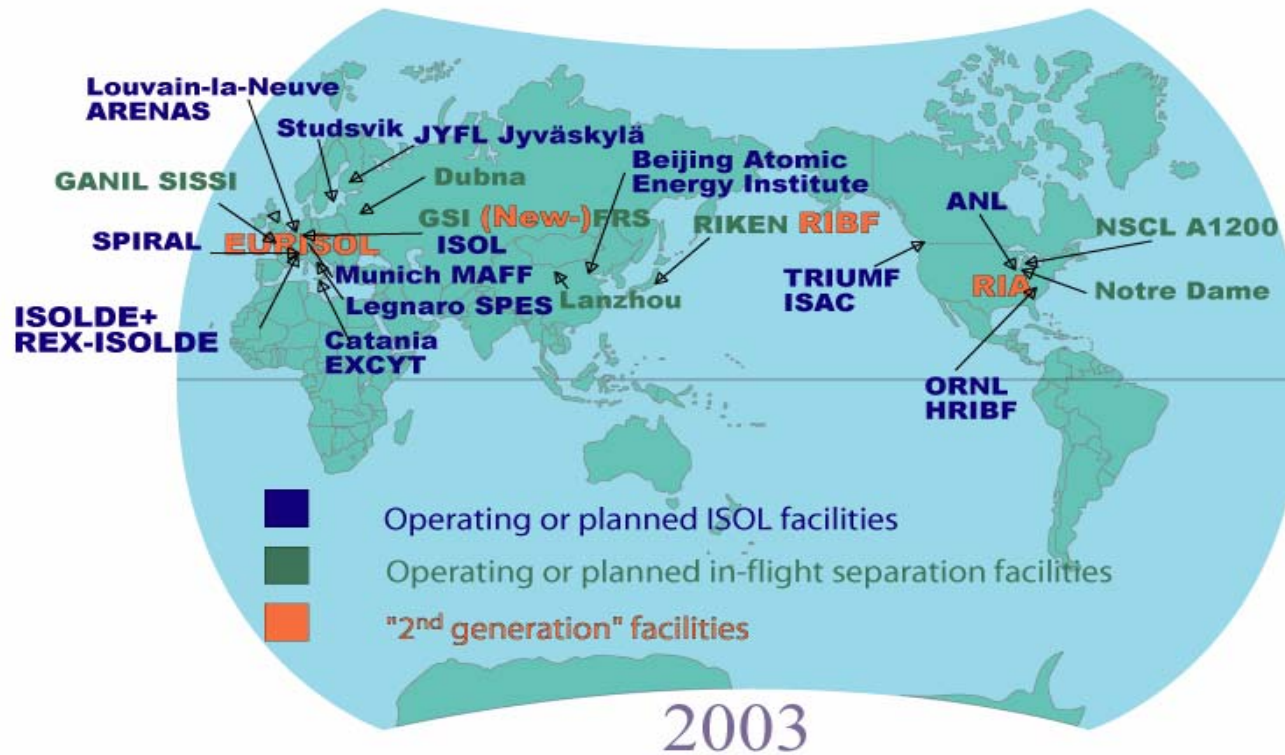 Louvain-la-Neuve
ARENAS
Studsvik
JYFL Jyväskylä
GANIL SISSI
Dubna
Beijing Atomic
Energy Institute
ANL
GSI (New-)FRS
RIKEN RIBF
NSCL A1200
SPIRAL
EURISOL
ISOL
Munich MAFF
TRIUMF
ISAC
RIA
Notre Dame
Lanzhou
Legnaro SPES
ISOLDE+
REX-ISOLDE
Catania
EXCYT
ORNL
HRIBF
Operating or planned ISOL facilities
Operating or planned in-flight separation facilities
"2nd generation" facilities
2003